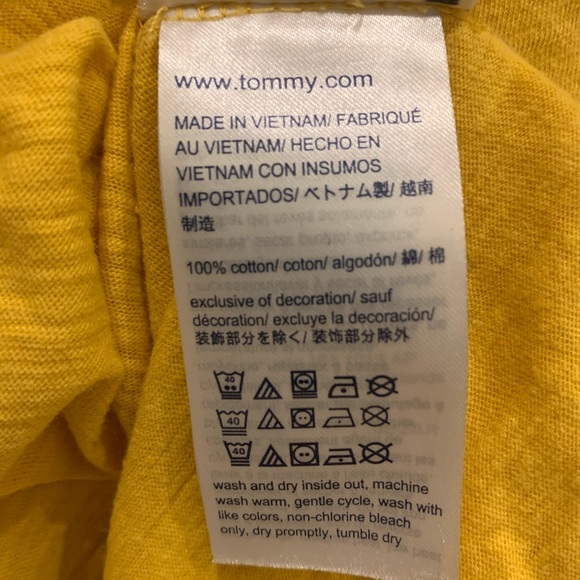 www.tommy.com
MADE IN VIETNAM/ FABRIQUÉ
AU VIETNAM/ HECHO EN
VIETNAM CON INSUMOS
IMPORTADOS/ ベトナム製/ 越南
制造
100% cotton/ coton/ algodón/ 綿/ 棉
exclusive of decoration/ sauf
décoration/ excluye la decoración/
装飾部分を除く/ 装饰部分除外
40
40
40
wash and dry inside out, machine
wash warm, gentle cycle, wash with
like colors, non-chlorine bleach
only, dry promptly, tumble dry